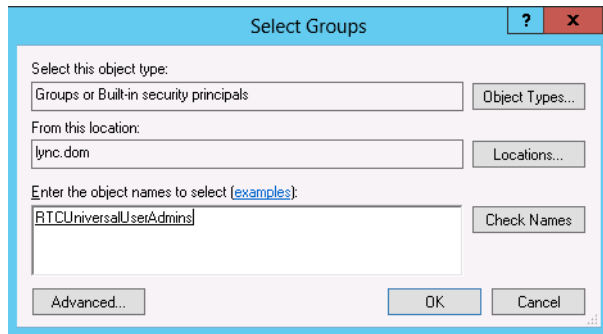 Select Groups
? x
Select this object type:
Groups or Built-in security principals
Object Types...
From this location:
lync.dom
Locations...
Enter the object names to select (examples):
RTCUniversalUserAdmins
Check Names
Advanced...
OK
Cancel